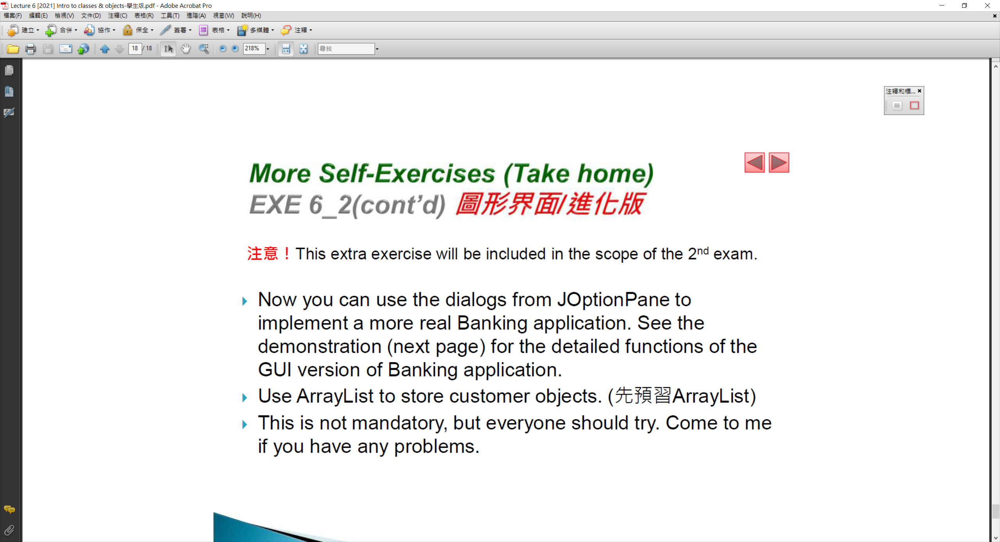 Lecture 6 [2021] Intro to classes & objects-學生版.pdf - Adobe Acrobat Pro
檔案(F) 編輯(E) 檢視(V) 文件(D) 注釋(C) 表格(R) 工具(T) 進階(A) 視窗(W) 說明(H)
建立 合併 協作 保全 簽署 表格 多媒體 注釋
18 / 18 218% 尋找
注釋和標...
More Self-Exercises (Take home)
EXE 6_2(cont’d) 圖形界面/進化版
注意！This extra exercise will be included in the scope of the 2nd exam.
Now you can use the dialogs from JOptionPane to
implement a more real Banking application. See the
demonstration (next page) for the detailed functions of the
GUI version of Banking application.
Use ArrayList to store customer objects. (先預習ArrayList)
This is not mandatory, but everyone should try. Come to me
if you have any problems.